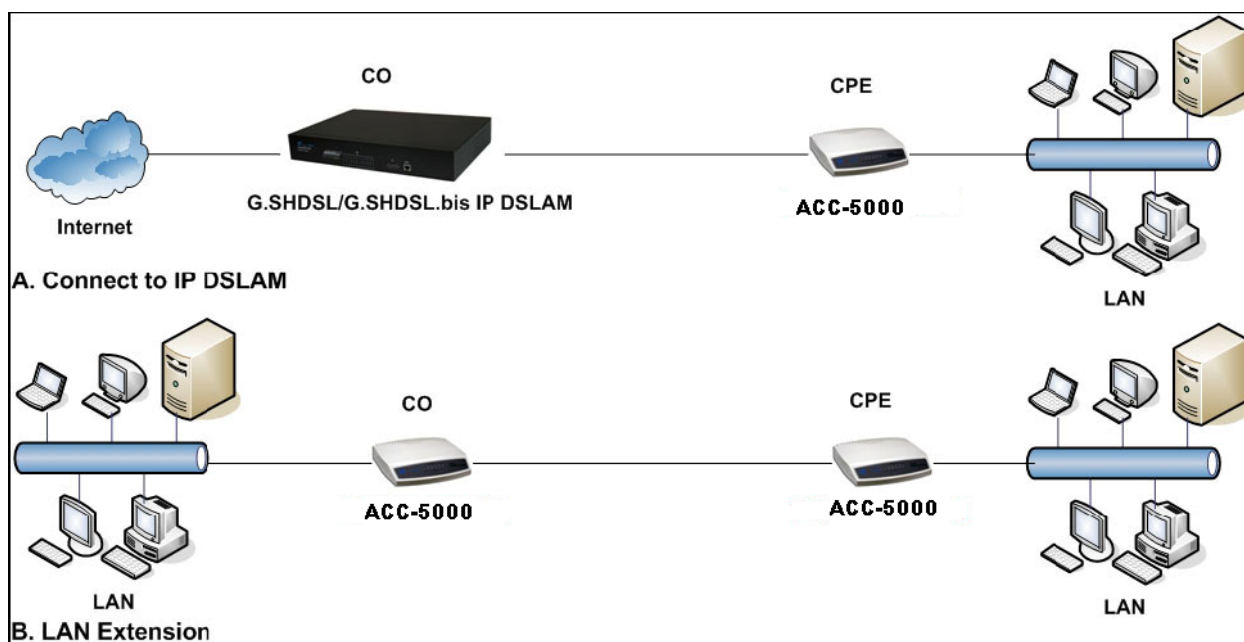 CO
CPE
Internet
G.SHDSL/G.SHDSL.bis IP DSLAM
ACC-5000
A. Connect to IP DSLAM
LAN
CO
CPE
ACC-5000
ACC-5000
LAN
LAN
B. LAN Extension